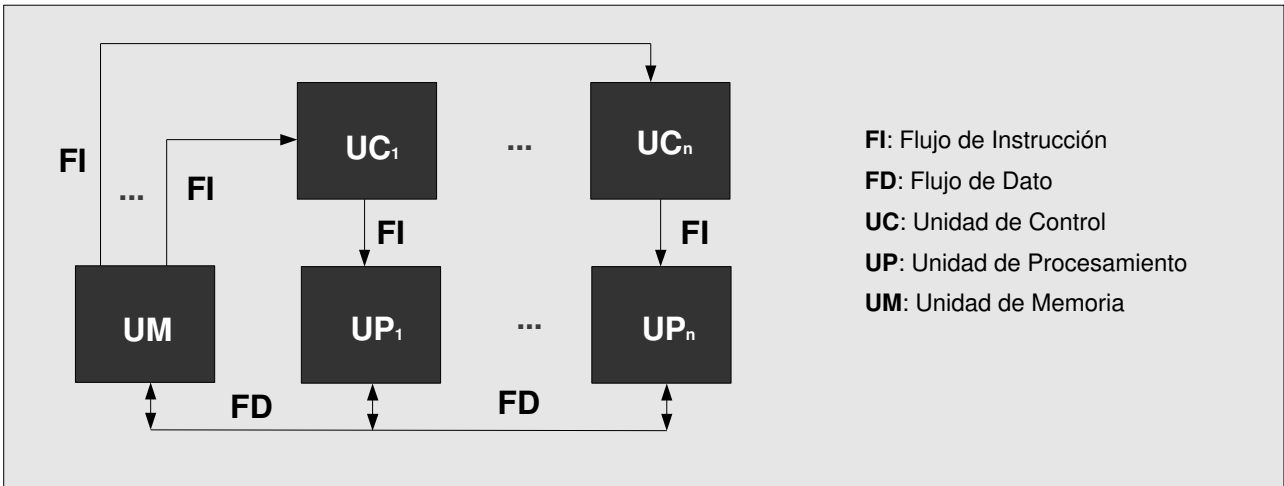 UC1
...
UCn
FI
...
FI
FI
FI
UM
UP1
...
UPn
FD
FD
FI: Flujo de Instrucción
FD: Flujo de Dato
UC: Unidad de Control
UP: Unidad de Procesamiento
UM: Unidad de Memoria